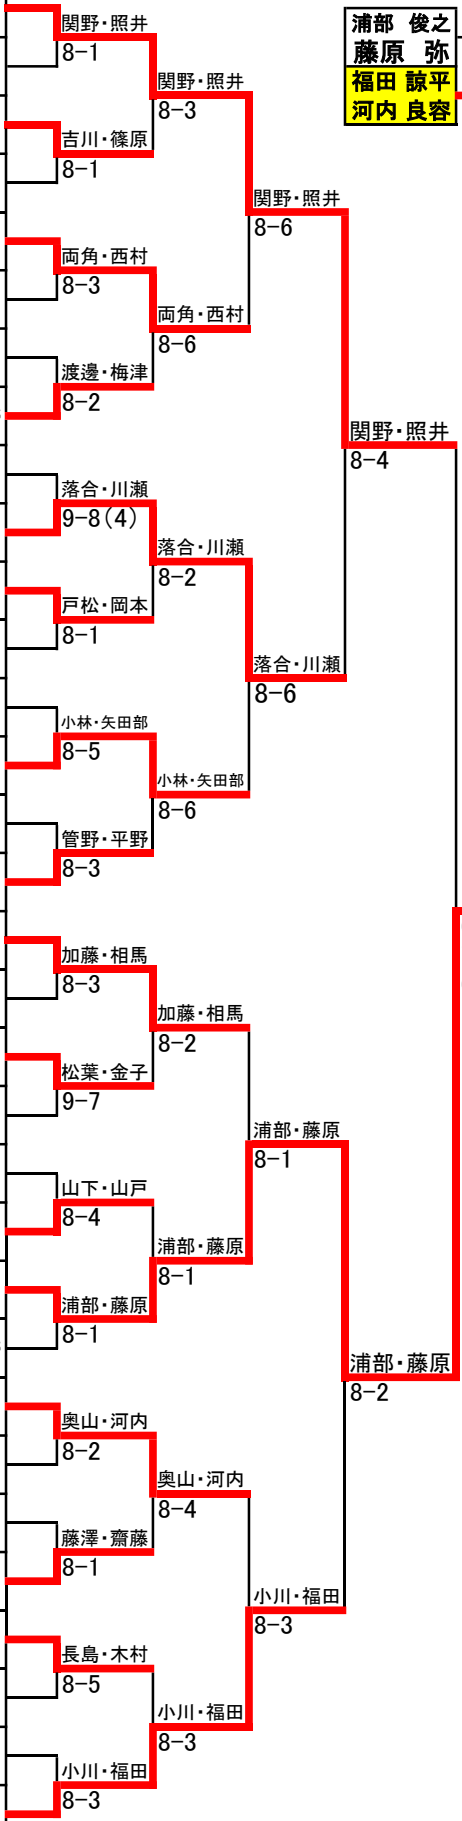 関野・照井
8-1
浦部 俊之
藤原 弥
福田 諒平
河内 良容
関野・照井
8-3
吉川・篠原
8-1
関野・照井
8-6
両角・西村
8-3
両角・西村
8-6
渡邊・梅津
8-2
関野・照井
8-4
落合・川瀬
9-8(4)
落合・川瀬
8-2
戸松・岡本
8-1
落合・川瀬
8-6
小林・矢田部
8-5
小林・矢田部
8-6
管野・平野
8-3
加藤・相馬
8-3
加藤・相馬
8-2
松葉・金子
9-7
浦部・藤原
8-1
山下・山戸
8-4
浦部・藤原
8-1
浦部・藤原
8-1
浦部・藤原
8-2
奥山・河内
8-2
奥山・河内
8-4
藤澤・齋藤
8-1
小川・福田
8-3
長島・木村
8-5
小川・福田
8-3
小川・福田
8-3